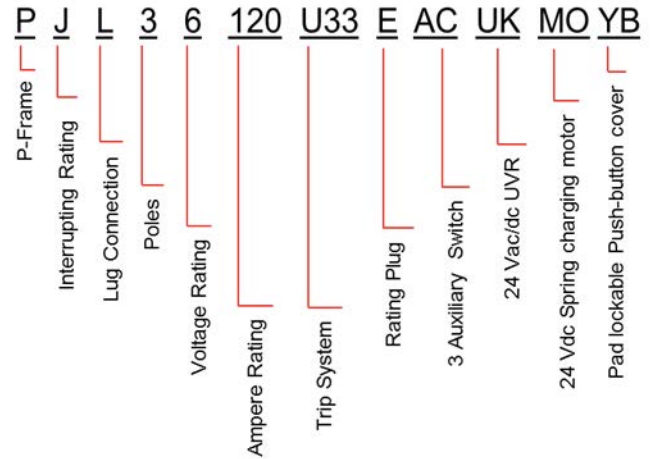 P J L 3 6 120 U33 E AC UK MO YB
P-Frame
Interrupting Rating
Lug Connection
Poles
Voltage Rating
Ampere Rating
Trip System
Rating Plug
3 Auxiliary Switch
24 Vac/dc UVR
24 Vdc Spring charging motor
Pad lockable Push-button cover